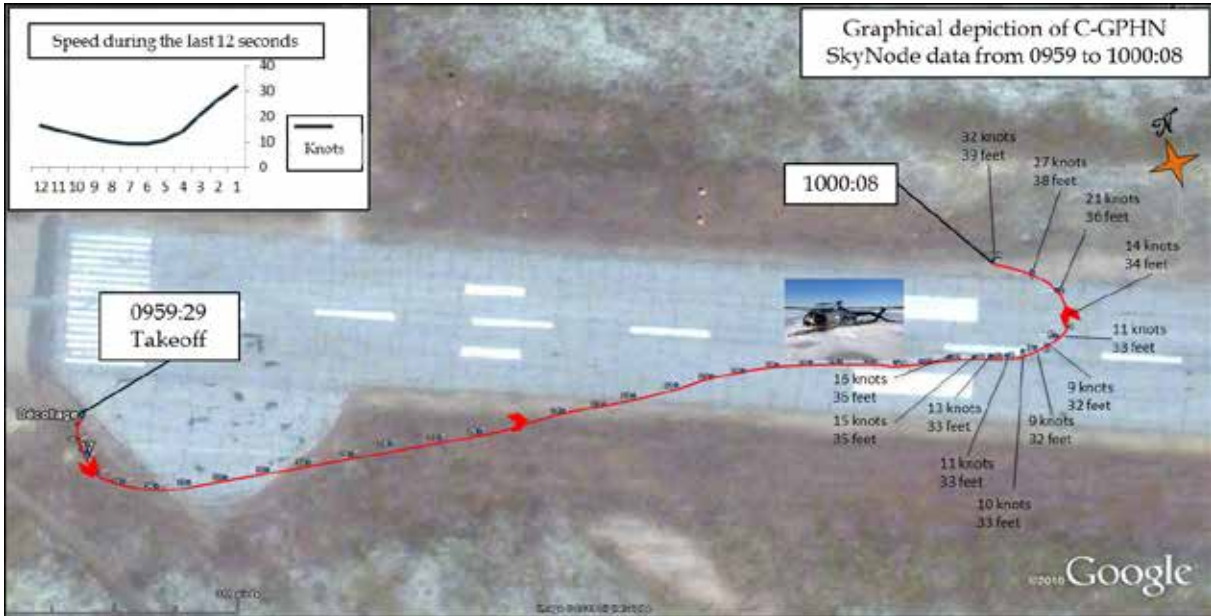 Speed during the last 12 seconds
40
30
20
10
0
12 11 10 9 8 7 6 5 4 3 2 1
Knots
Graphical depiction of C-GPHN
SkyNode data from 0959 to 1000:08
N
1000:08
32 knots
39 feet
27 knots
38 feet
21 knots
36 feet
14 knots
34 feet
11 knots
33 feet
9 knots
32 feet
9 knots
32 feet
10 knots
33 feet
11 knots
33 feet
13 knots
33 feet
15 knots
35 feet
16 knots
35 feet
0959:29
Takeoff
Décollage
©2010 Google